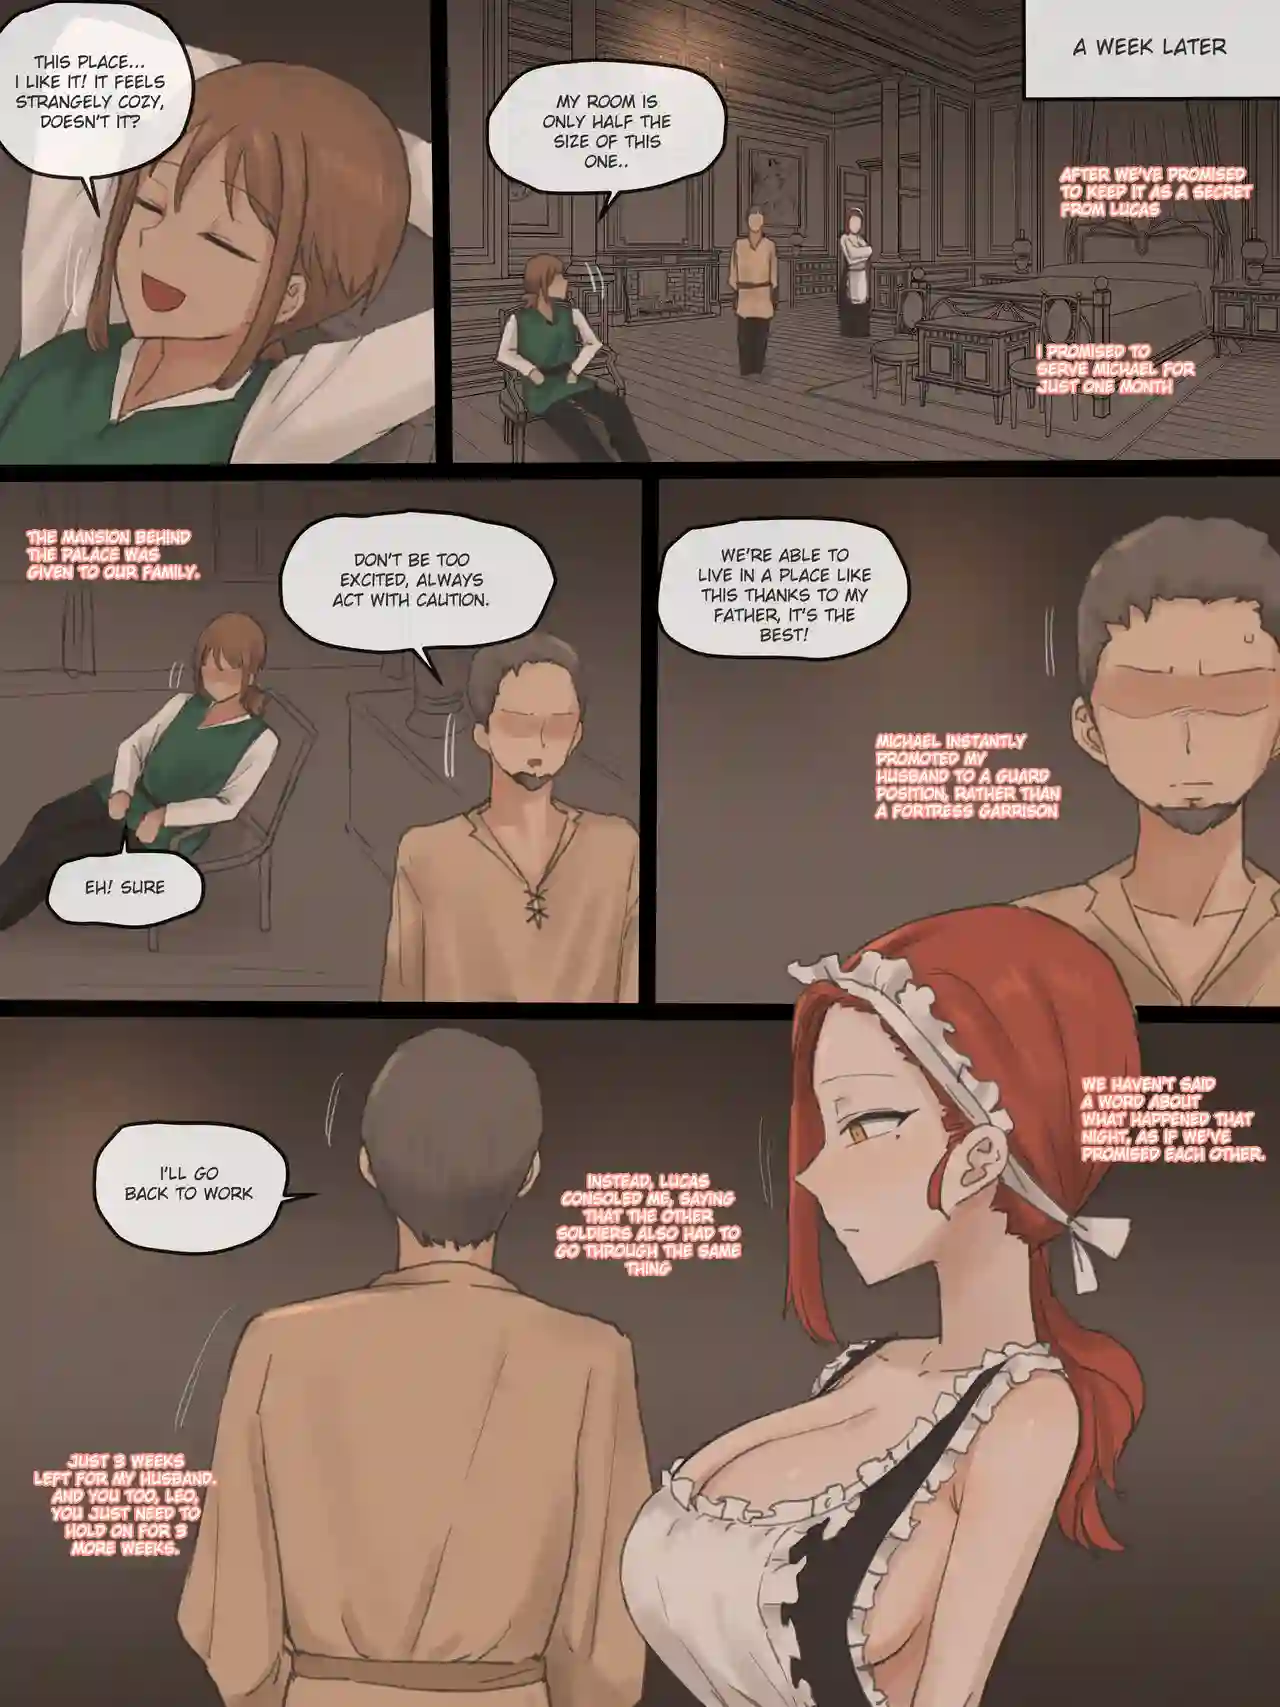 THIS PLACE...
I LIKE IT! IT FEELS
STRANGELY COZY,
DOESN'T IT?
MY ROOM IS
ONLY HALF THE
SIZE OF THIS
ONE..
A WEEK LATER
AFTER WE'VE PROMISED
TO KEEP IT AS A SECRET
FROM LUCAS
I PROMISED TO
SERVE MICHAEL FOR
JUST ONE MONTH
THE MANSION BEHIND
THE PALACE WAS
GIVEN TO OUR FAMILY.
DON'T BE TOO
EXCITED, ALWAYS
ACT WITH CAUTION.
EH! SURE
WE'RE ABLE TO
LIVE IN A PLACE LIKE
THIS THANKS TO MY
FATHER, IT'S THE
BEST!
MICHAEL INSTANTLY
PROMOTED MY
HUSBAND TO A GUARD
POSITION, RATHER THAN
A FORTRESS GARRISON
I'LL GO
BACK TO WORK
INSTEAD, LUCAS
CONSOLED ME, SAYING
THAT THE OTHER
SOLDIERS ALSO HAD TO
GO THROUGH THE SAME
THING
WE HAVEN'T SAID
A WORD ABOUT
WHAT HAPPENED THAT
NIGHT, AS IF WE'VE
PROMISED EACH OTHER.
JUST 3 WEEKS
LEFT FOR MY HUSBAND.
AND YOU TOO, LEO,
YOU JUST NEED TO
HOLD ON FOR 3
MORE WEEKS.